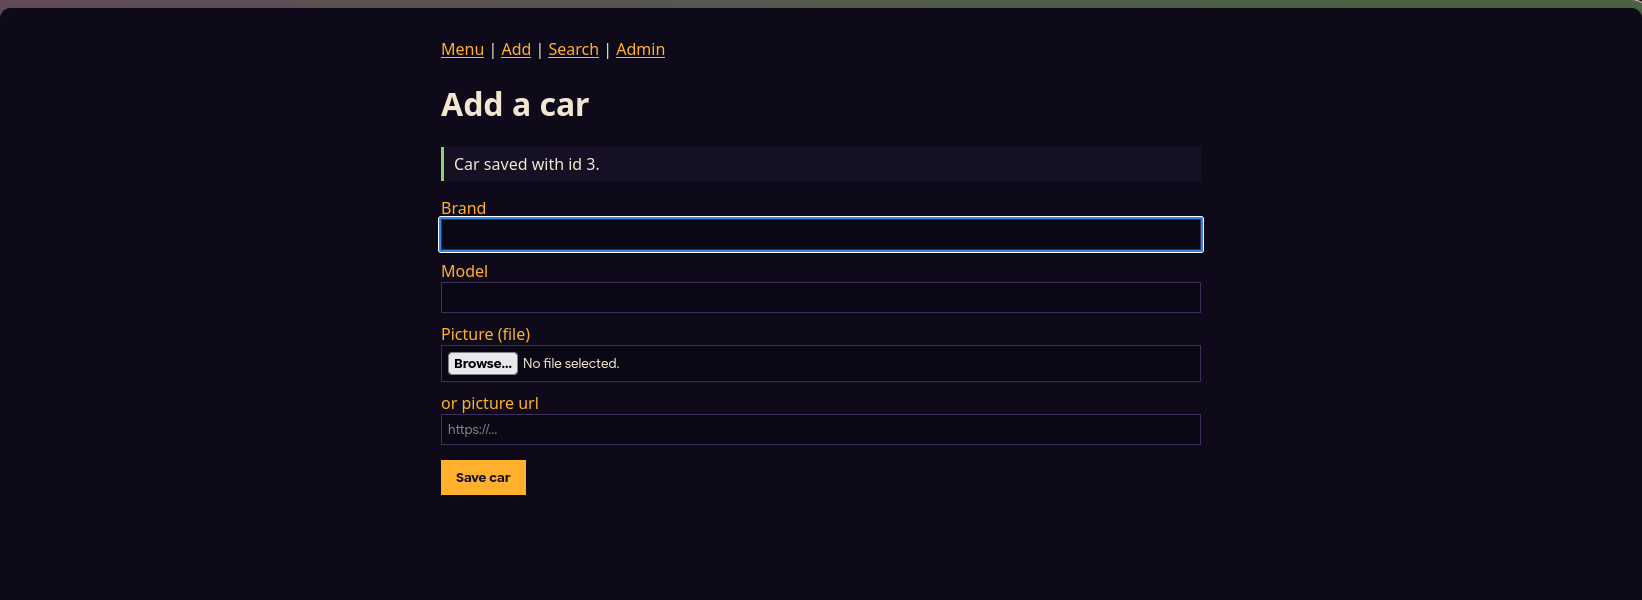 Menu | Add | Search | Admin
Add a car
Car saved with id 3.
Brand
Model
Picture (file)
Browse... No file selected.
or picture url
https://...
Save car